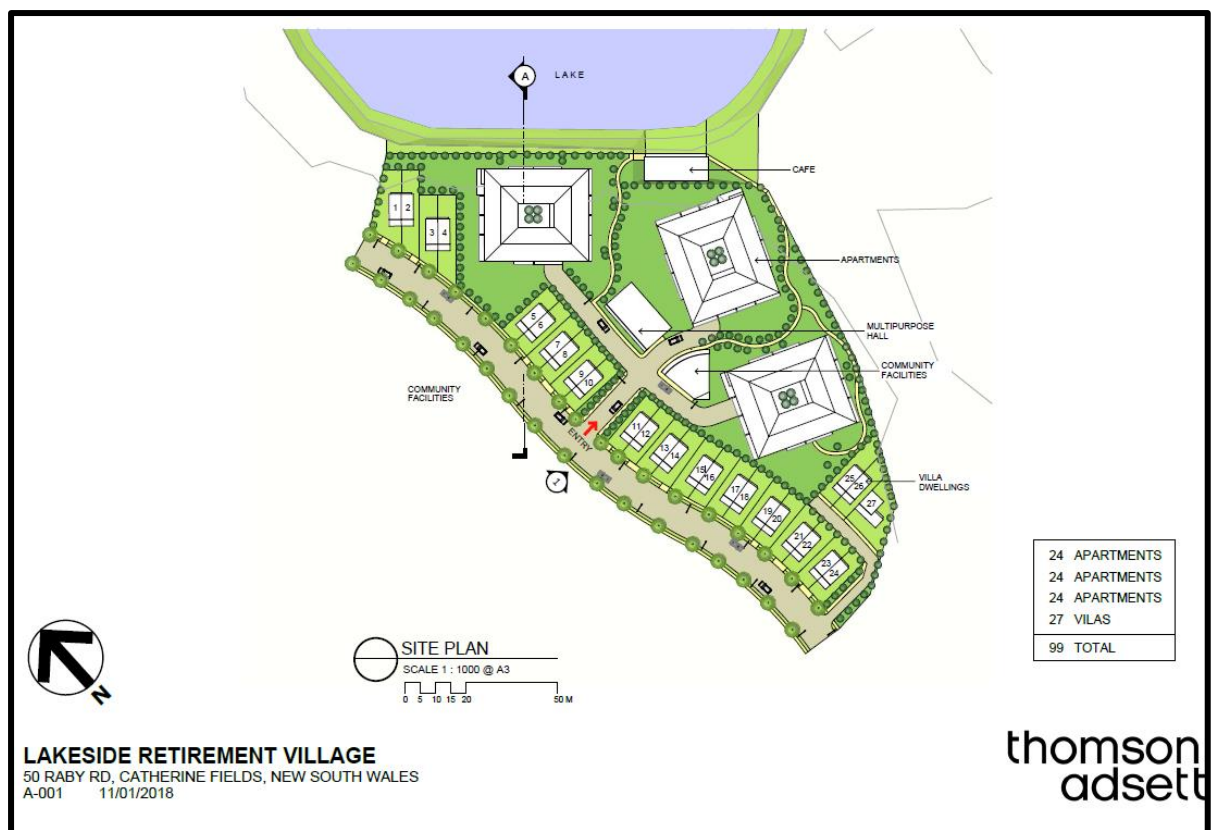 A
LAKE
CAFE
1 2
3 4
APARTMENTS
5
6
7
8
9
10
MULTIPURPOSE
HALL
COMMUNITY
FACILITIES
COMMUNITY
FACILITIES
ENTRY
11
12
13
14
15
16
17
18
19
20
21
22
23
24
25
26
27
VILLA
DWELLINGS
1
24 APARTMENTS
24 APARTMENTS
24 APARTMENTS
27 VILAS
99 TOTAL
N
SITE PLAN
SCALE 1 : 1000 @ A3
0 5 10 15 20 50 M
LAKESIDE RETIREMENT VILLAGE
50 RABY RD, CATHERINE FIELDS, NEW SOUTH WALES
A-001 11/01/2018
thomson
adsett